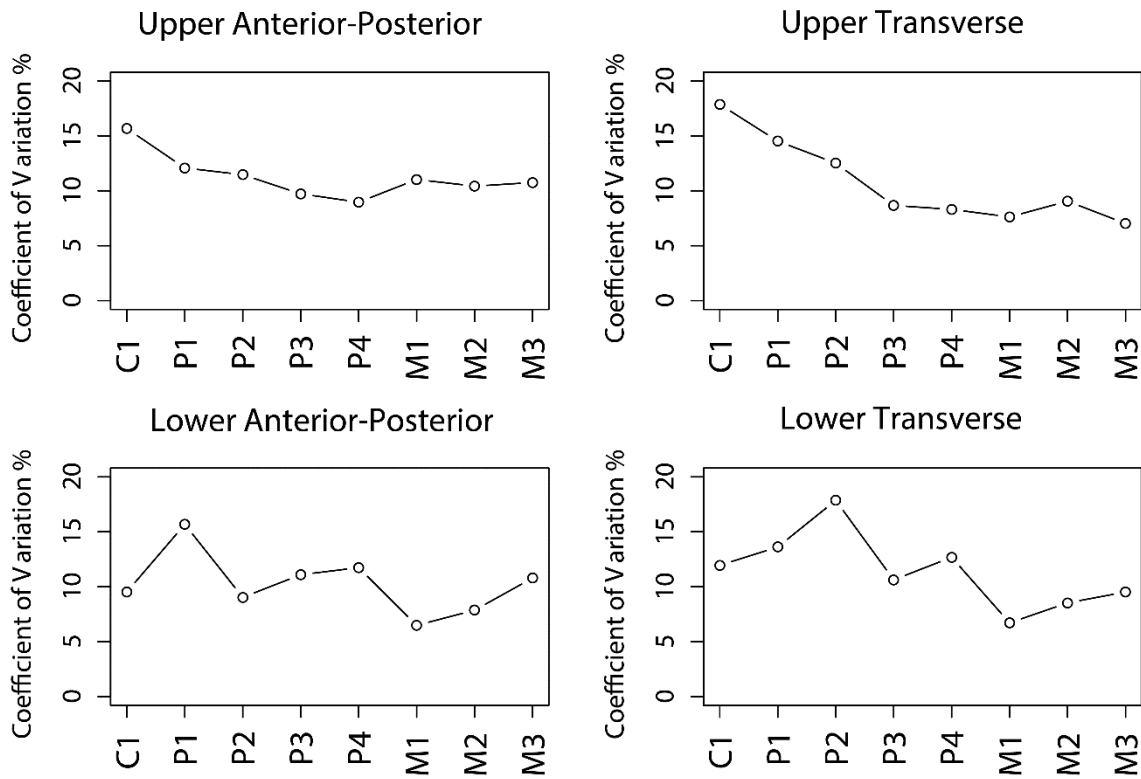 Upper Anterior-Posterior
Coefficient of Variation %
20
15
10
5
0
C1 P1 P2 P3 P4 M1 M2 M3
Upper Transverse
Coefficient of Variation %
20
15
10
5
0
C1 P1 P2 P3 P4 M1 M2 M3
Lower Anterior-Posterior
Coefficient of Variation %
20
15
10
5
0
C1 P1 P2 P3 P4 M1 M2 M3
Lower Transverse
Coefficient of Variation %
20
15
10
5
0
C1 P1 P2 P3 P4 M1 M2 M3